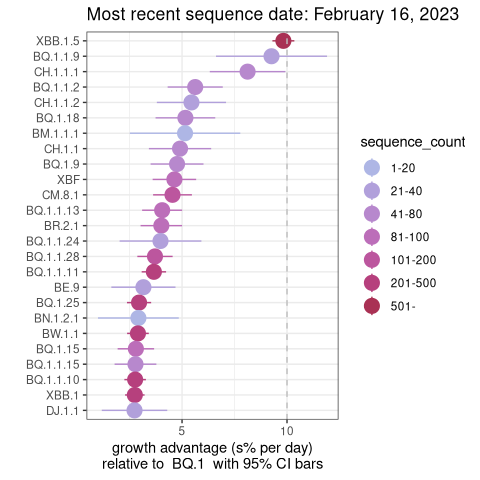 Most recent sequence date: February 16, 2023
XBB.1.5
BQ.1.1.9
CH.1.1.1
BQ.1.1.2
CH.1.1.2
BQ.1.18
BM.1.1.1
CH.1.1
BQ.1.9
XBF
CM.8.1
BQ.1.1.13
BR.2.1
BQ.1.1.24
BQ.1.1.28
BQ.1.1.11
BE.9
BQ.1.25
BN.1.2.1
BW.1.1
BQ.1.15
BQ.1.1.15
BQ.1.1.10
XBB.1
DJ.1.1
5 10
growth advantage (s% per day)
relative to BQ.1 with 95% CI bars
sequence_count
1-20
21-40
41-80
81-100
101-200
201-500
501-